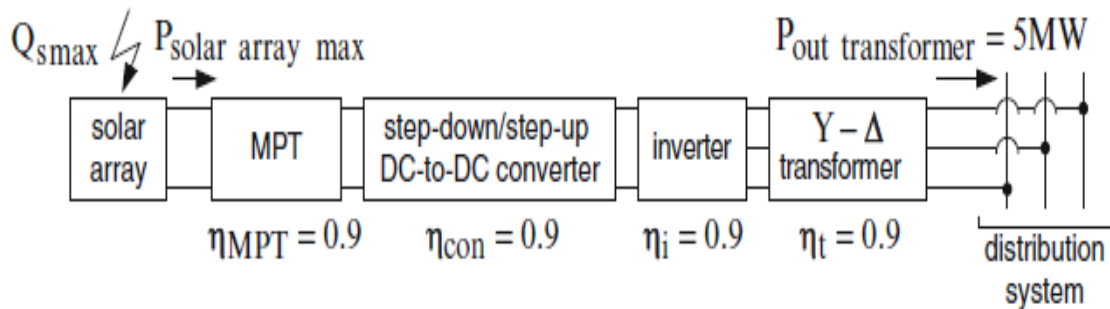 Qsmax
Psolar array max
Pout transformer = 5MW
solar
array
MPT
step-down/step-up
DC-to-DC converter
inverter
Y – Δ
transformer
ηMPT = 0.9
ηcon = 0.9
ηi = 0.9
ηt = 0.9
distribution
system